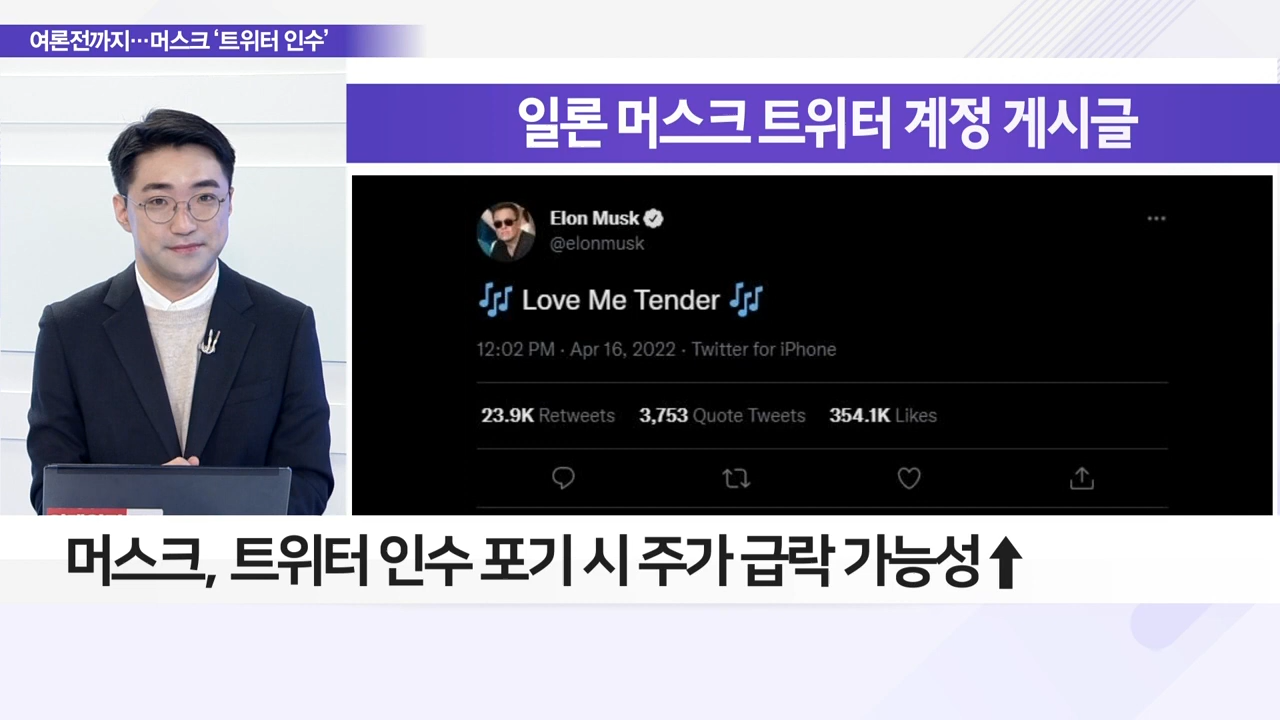 여론전까지…머스크 ‘트위터 인수’
일론 머스크 트위터 계정 게시글
Elon Musk
@elonmusk
🎶 Love Me Tender 🎶
12:02 PM · Apr 16, 2022 · Twitter for iPhone
23.9K Retweets 3,753 Quote Tweets 354.1K Likes
머스크, 트위터 인수 포기 시 주가 급락 가능성↑